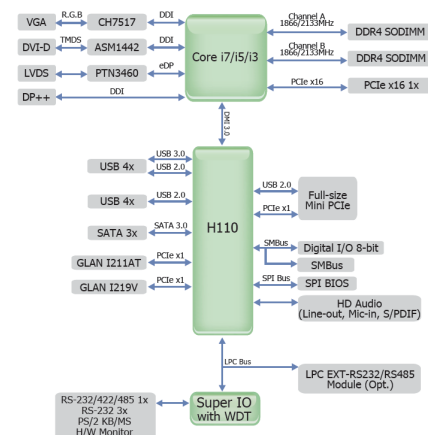 VGA
R.G.B
CH7517
DDI
DVI-D
TMDS
ASM1442
DDI
LVDS
PTN3460
eDP
DP++
DDI
Core i7/i5/i3
Channel A
1866/2133MHz
DDR4 SODIMM
Channel B
1866/2133MHz
DDR4 SODIMM
PCIe x16
PCIe x16 1x
DMI 3.0
USB 4x
USB 3.0
USB 2.0
USB 4x
USB 2.0
SATA 3x
SATA 3.0
GLAN I211AT
PCIe x1
GLAN I219V
PCIe x1
H110
USB 2.0
PCIe x1
Full-size
Mini PCIe
SMBus
Digital I/O 8-bit
SMBus
SPI Bus
SPI BIOS
HD Audio
(Line-out, Mic-in, S/PDIF)
LPC Bus
LPC EXT-RS232/RS485
Module (Opt.)
RS-232/422/485 1x
RS-232 3x
PS/2 KB/MS
H/W Monitor
Super IO
with WDT